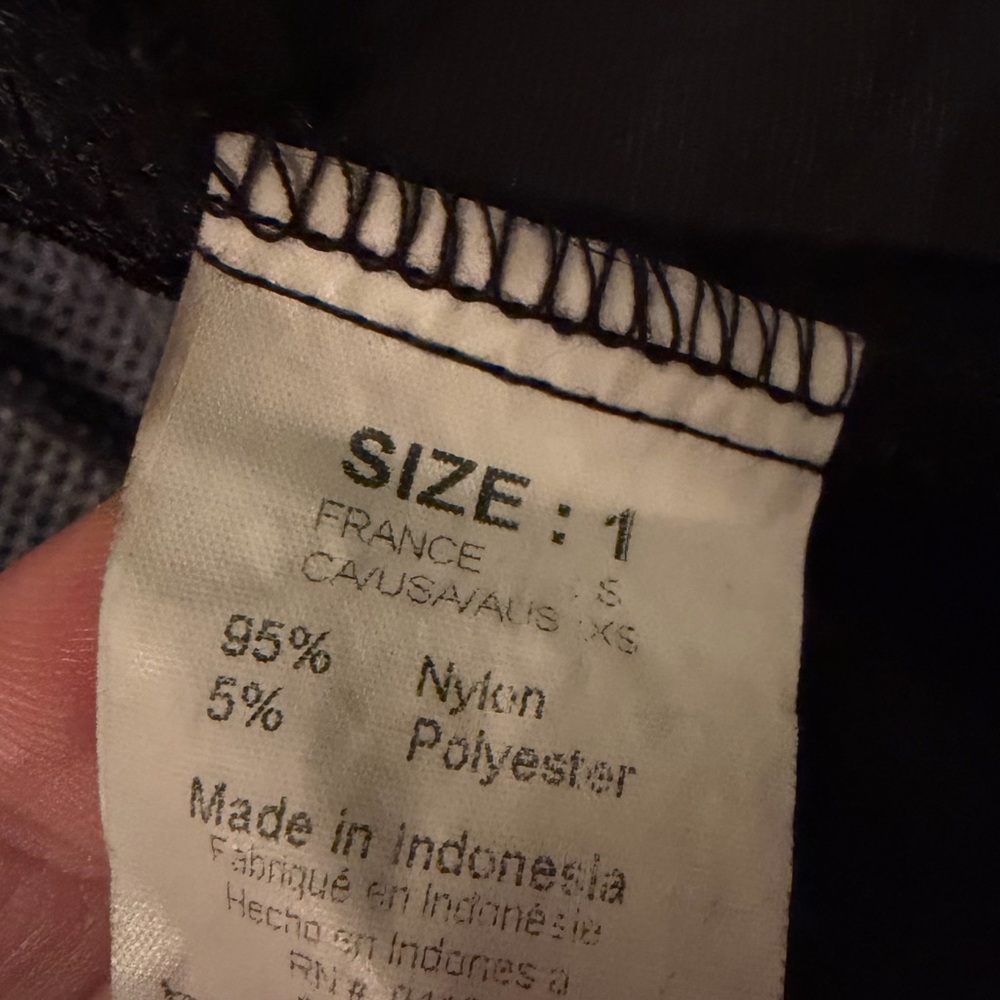 SIZE : 1
FRANCE : S
CA/USA/AUS : XS
95% Nylon
5% Polyester
Made in Indonesia
Fabriqué en Indonésie
Hecho en Indonesia
RN #